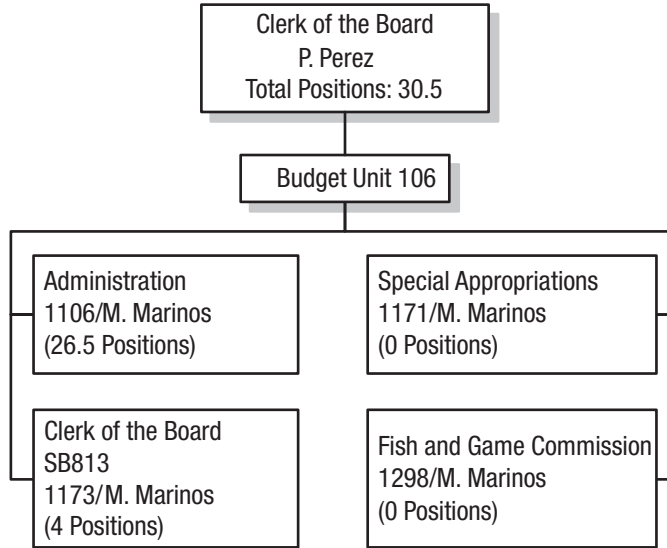 Clerk of the Board
P. Perez
Total Positions: 30.5
Budget Unit 106
Administration
1106/M. Marinos
(26.5 Positions)
Special Appropriations
1171/M. Marinos
(0 Positions)
Clerk of the Board
SB813
1173/M. Marinos
(4 Positions)
Fish and Game Commission
1298/M. Marinos
(0 Positions)